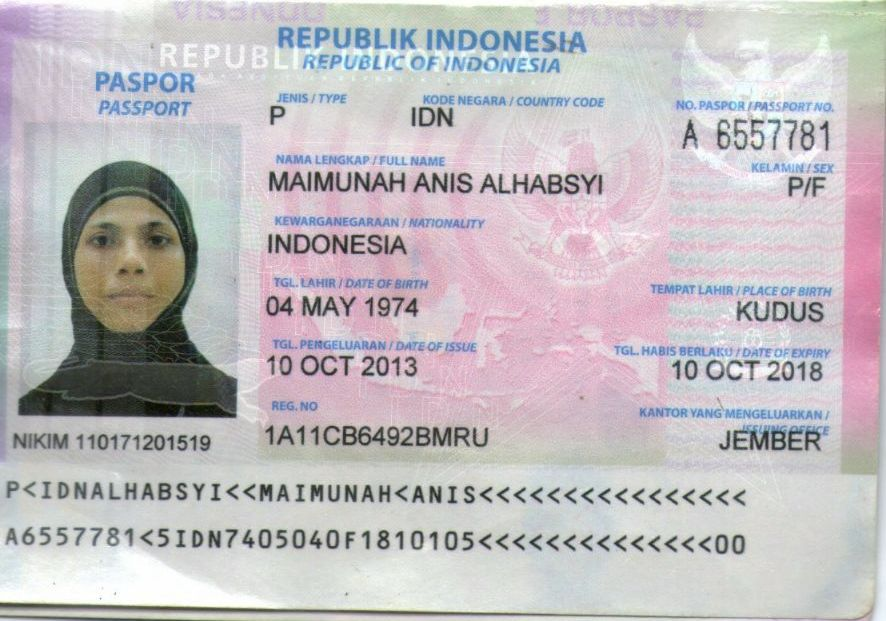 REPUBLIK INDONESIA
REPUBLIC OF INDONESIA
PASPOR
PASSPORT
JENIS / TYPE
P
KODE NEGARA / COUNTRY CODE
IDN
NO. PASPOR / PASSPORT NO.
A 6557781
NAMA LENGKAP / FULL NAME
MAIMUNAH ANIS ALHABSYI
KELAMIN / SEX
P/F
KEWARGANEGARAAN / NATIONALITY
INDONESIA
TGL. LAHIR / DATE OF BIRTH
04 MAY 1974
TEMPAT LAHIR / PLACE OF BIRTH
KUDUS
TGL. PENGELUARAN / DATE OF ISSUE
10 OCT 2013
TGL. HABIS BERLAKU / DATE OF EXPIRY
10 OCT 2018
REG. NO
1A11CB6492BMRU
KANTOR YANG MENGELUARKAN /
ISSUING OFFICE
JEMBER
NIKIM 110171201519
P<IDNALHABSYI<<MAIMUNAH<ANIS<<<<<<<<<<<<<<<<
A6557781<5IDN7405040F1810105<<<<<<<<<<<<<<00